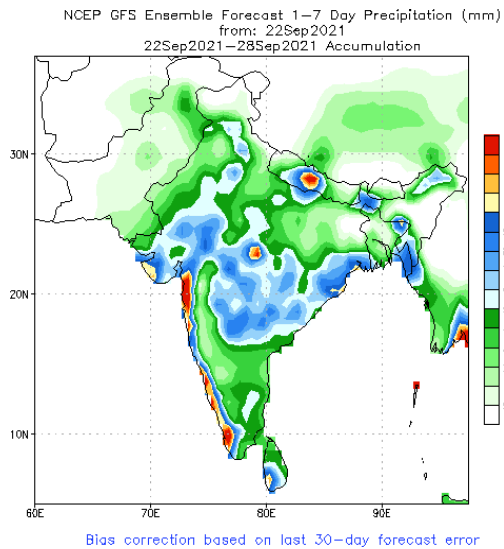 NCEP GFS Ensemble Forecast 1-7 Day Precipitation (mm)
from: 22Sep2021
22Sep2021-28Sep2021 Accumulation
30N
20N
10N
60E 70E 80E 90E
Bias correction based on last 30-day forecast error